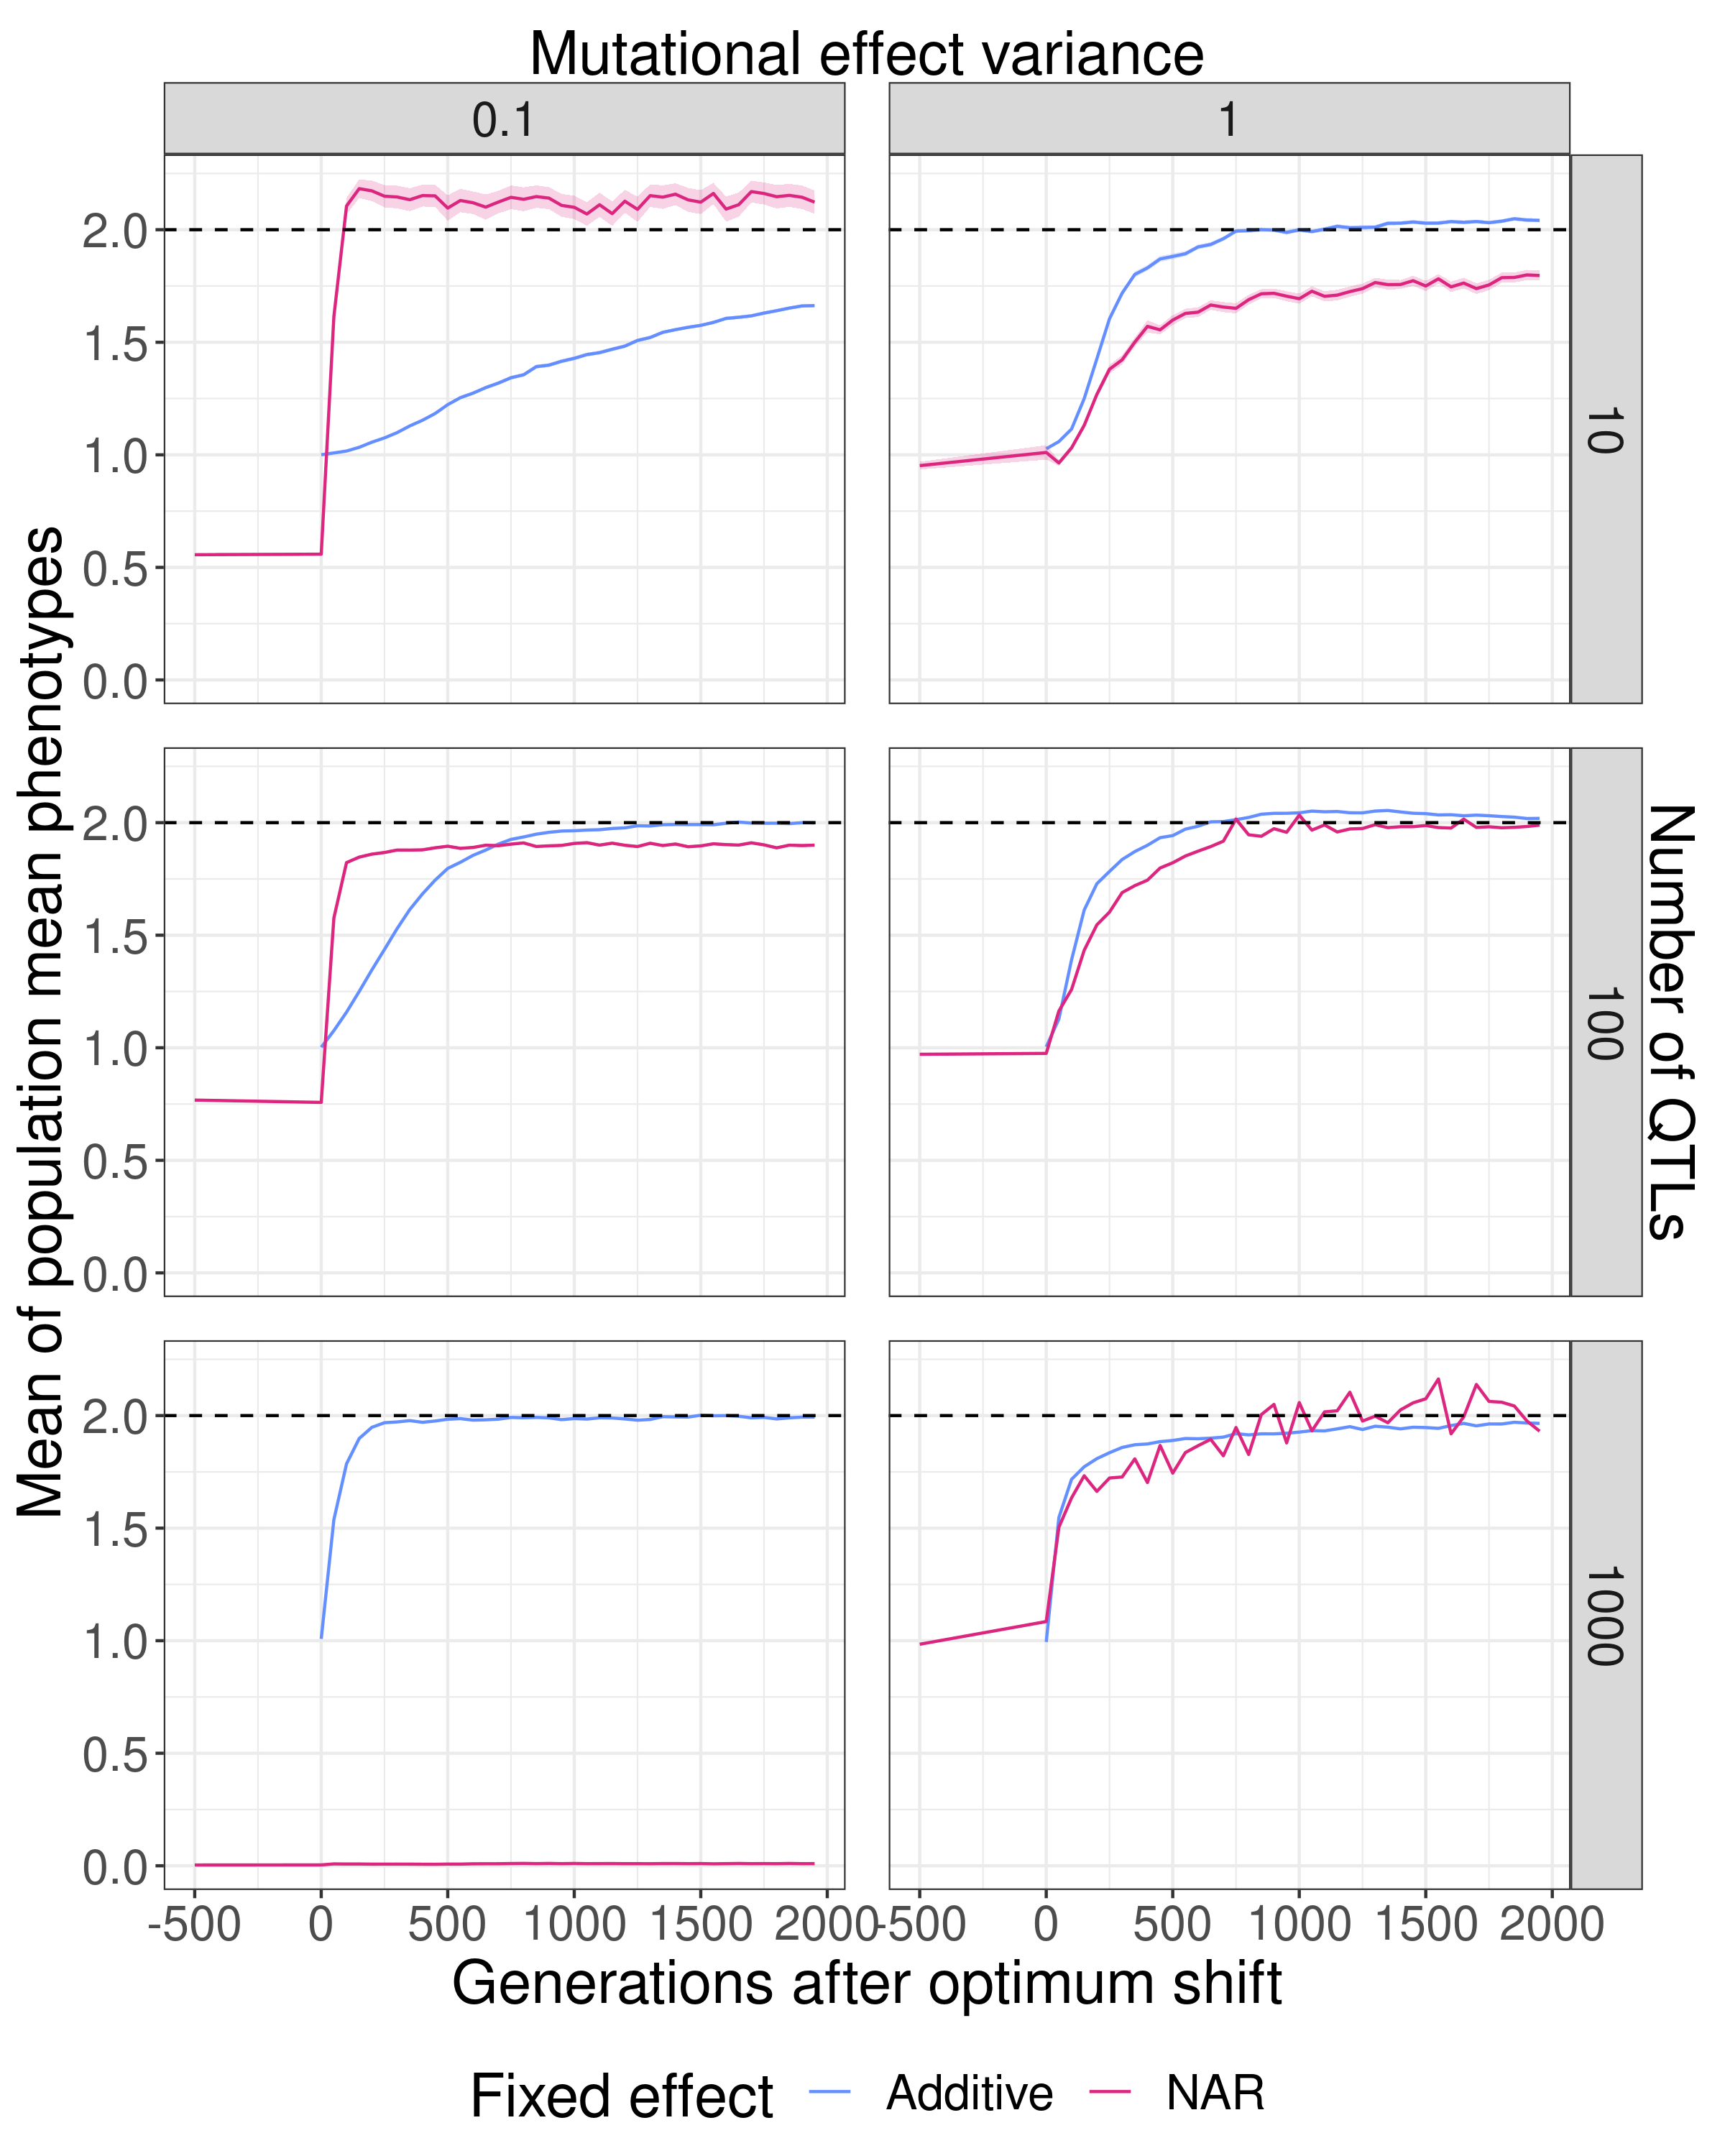 Mutational effect variance
0.1
1
Mean of population mean phenotypes
2.0
1.5
1.0
0.5
0.0
10
2.0
1.5
1.0
0.5
0.0
100
Number of QTLs
2.0
1.5
1.0
0.5
0.0
1000
-500 0 500 1000 1500 2000
-500 0 500 1000 1500 2000
Generations after optimum shift
Fixed effect Additive NAR